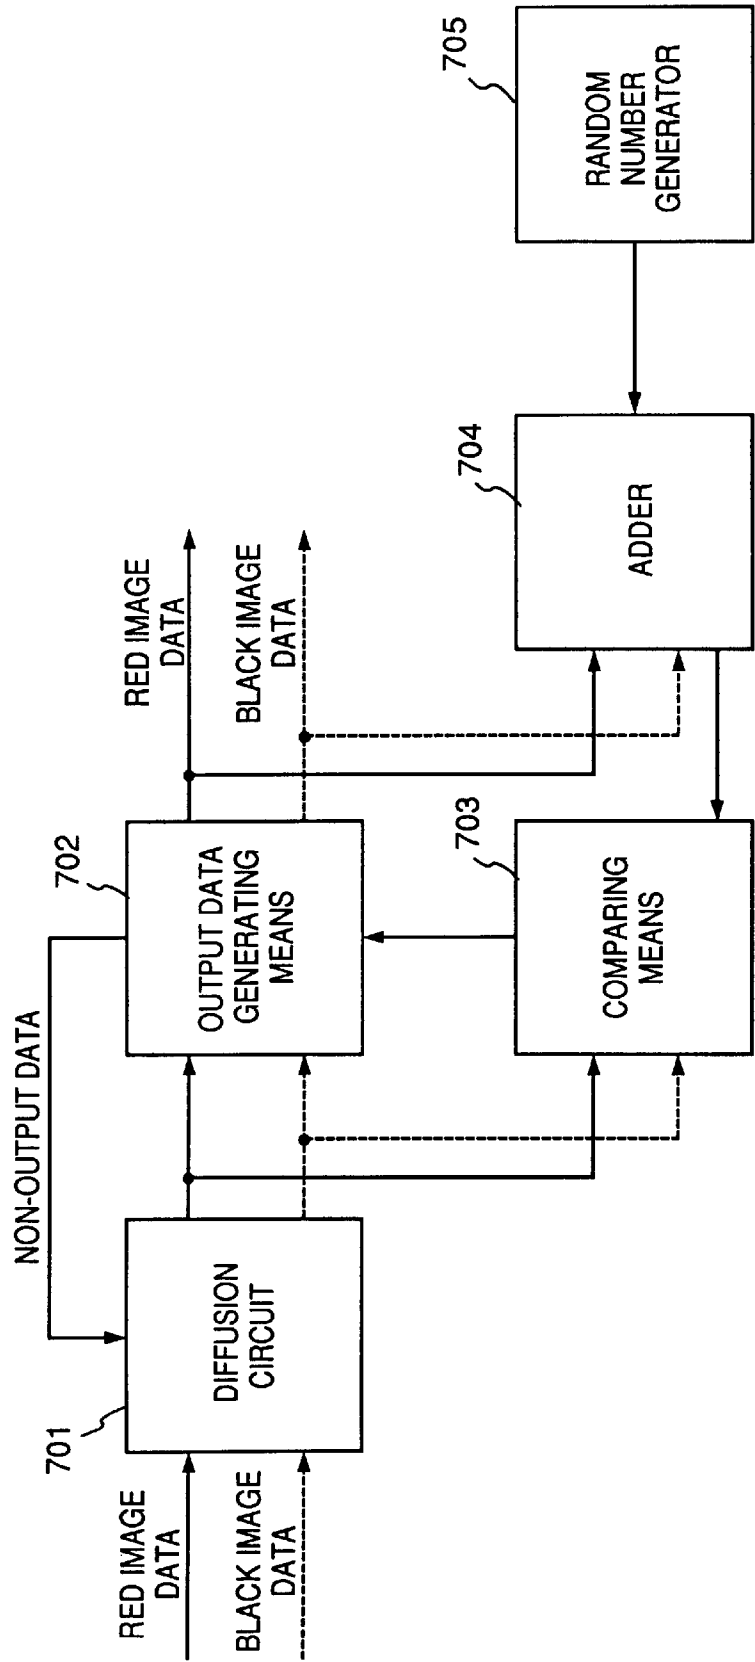 NON-OUTPUT DATA
RED IMAGE
DATA
BLACK IMAGE
DATA
701
DIFFUSION
CIRCUIT
702
OUTPUT DATA
GENERATING
MEANS
RED IMAGE
DATA
BLACK IMAGE
DATA
703
COMPARING
MEANS
704
ADDER
705
RANDOM
NUMBER
GENERATOR